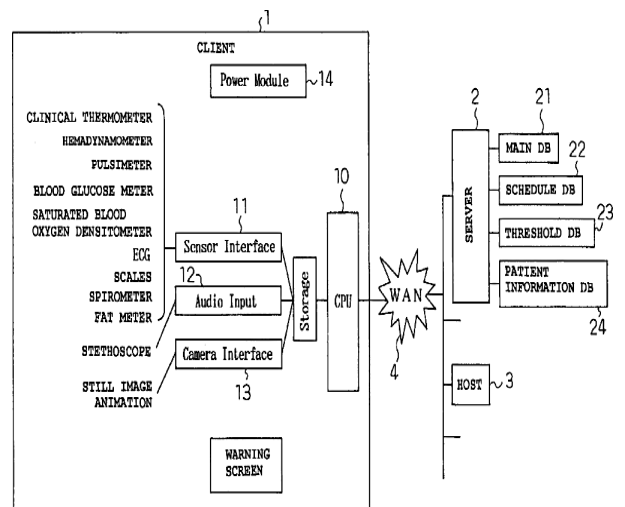 1
CLIENT
Power Module
14
CLINICAL THERMOMETER
HEMADYNAMOMETER
PULSIMETER
BLOOD GLUCOSE METER
SATURATED BLOOD
OXYGEN DENSITOMETER
ECG
SCALES
SPIROMETER
FAT METER
STETHOSCOPE
STILL IMAGE
ANIMATION
11
Sensor Interface
12
Audio Input
Camera Interface
13
Storage
10
CPU
WARNING
SCREEN
WAN
4
2
SERVER
21
MAIN DB
22
SCHEDULE DB
23
THRESHOLD DB
PATIENT
INFORMATION DB
24
HOST
3